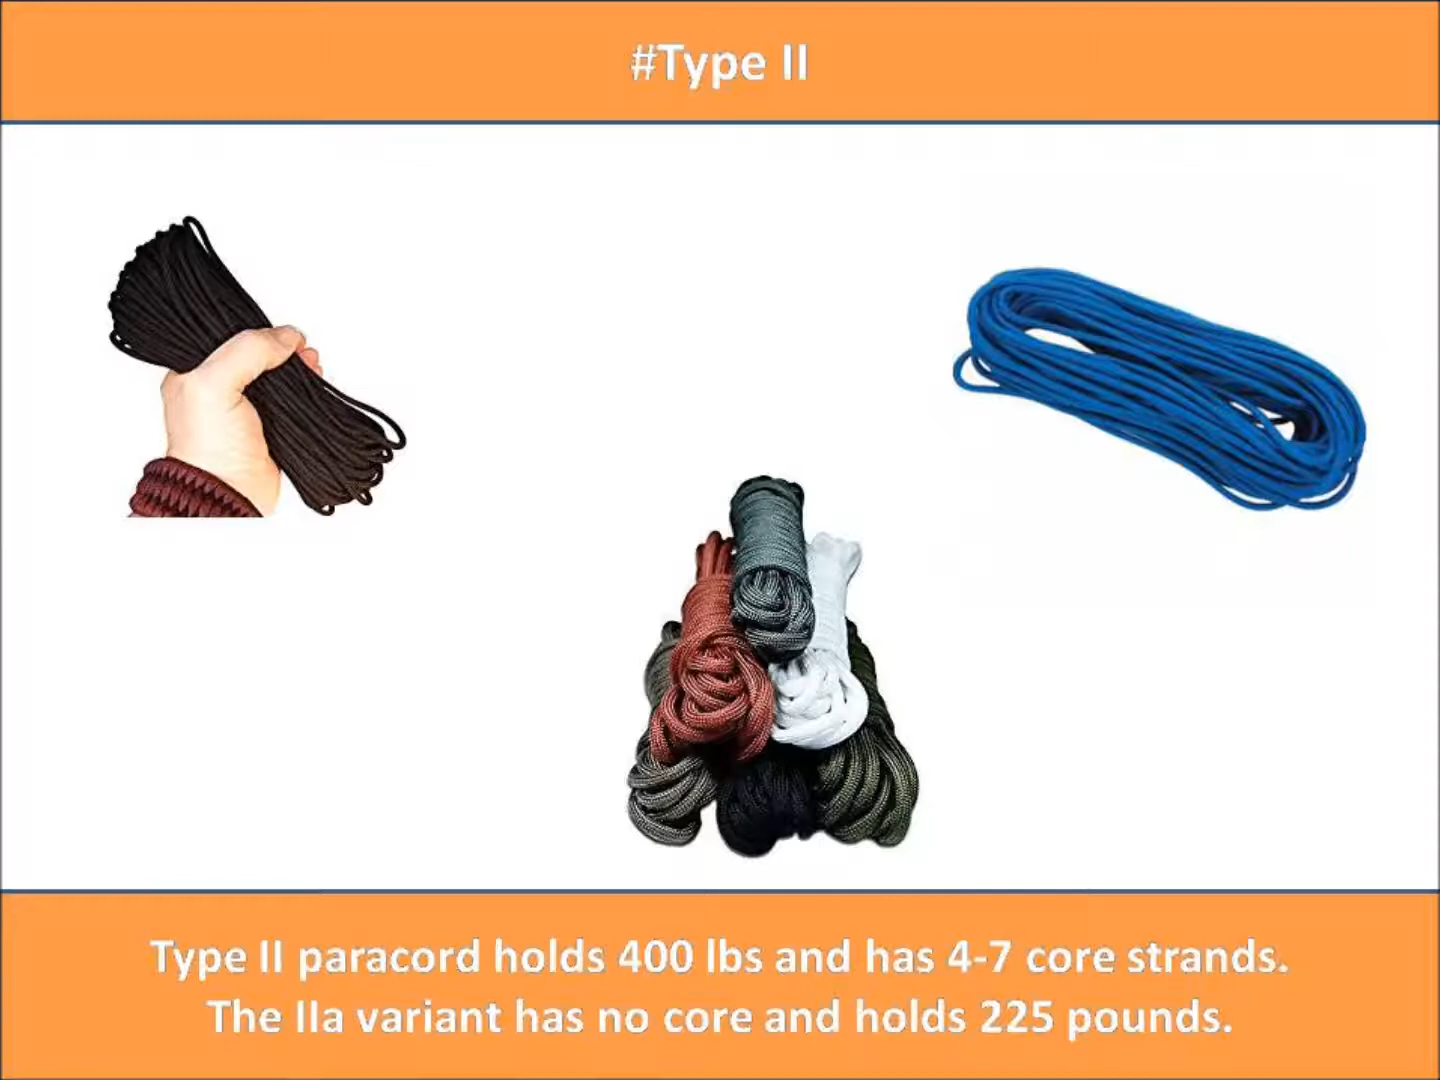 #Type II
Type II paracord holds 400 lbs and has 4-7 core strands.
The IIa variant has no core and holds 225 pounds.